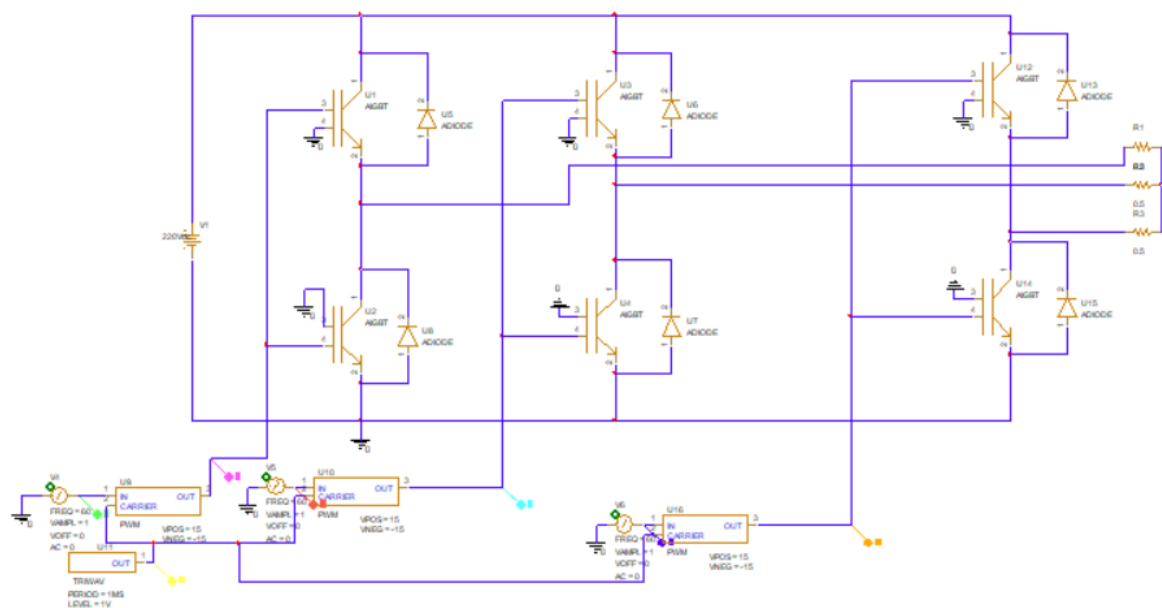 U1
AIGBT
U5
ADIODE
U3
AIGBT
U6
ADIODE
U12
AIGBT
U13
ADIODE
R1
R3
0.5
0.5
V1
U2
AIGBT
U8
ADIODE
U4
AIGBT
U7
ADIODE
U14
AIGBT
U15
ADIODE
V4
FREQ = 60
VAMPL = 1
VOFF = 0
AC = 0
U9
IN
OUT
CARRIER
PWM
VPOS = 15
VNEG = -15
U11
OUT
TRIWAV
PERIOD = 1MS
LEVEL = 1V
V5
FREQ = 60
VAMPL = 1
VOFF = 0
AC = 0
U10
IN
OUT
CARRIER
PWM
VPOS = 15
VNEG = -15
V6
FREQ = 60
VAMPL = 1
VOFF = 0
AC = 0
U16
IN
OUT
CARRIER
PWM
VPOS = 15
VNEG = -15